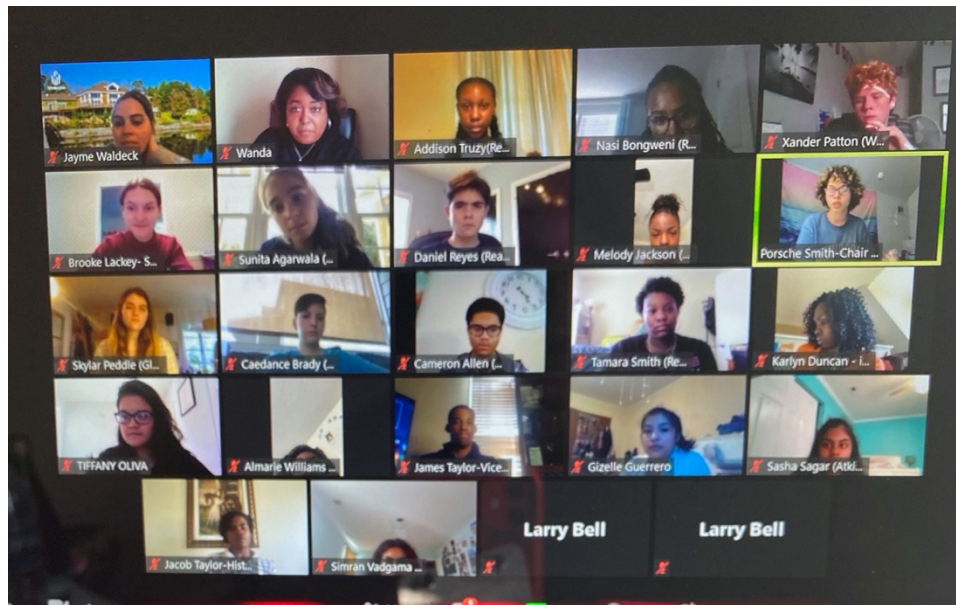 Jayme Waldeck
Wanda
Addison Truzy(Re...
Nasi Bongweni (R...
Xander Patton (W...
Brooke Lackey- S...
Sunita Agarwala (...
Daniel Reyes (Rea...
Melody Jackson (...
Porsche Smith-Chair ...
Skylar Peddle (Gl...
Caedance Brady (...
Cameron Allen (...
Tamara Smith (Re...
Karlyn Duncan - i...
TIFFANY OLIVA
Almarie Williams ...
James Taylor-Vice...
Gizelle Guerrero
Sasha Sagar (Atki...
Jacob Taylor-Hist...
Simran Vadgama ...
Larry Bell
Larry Bell